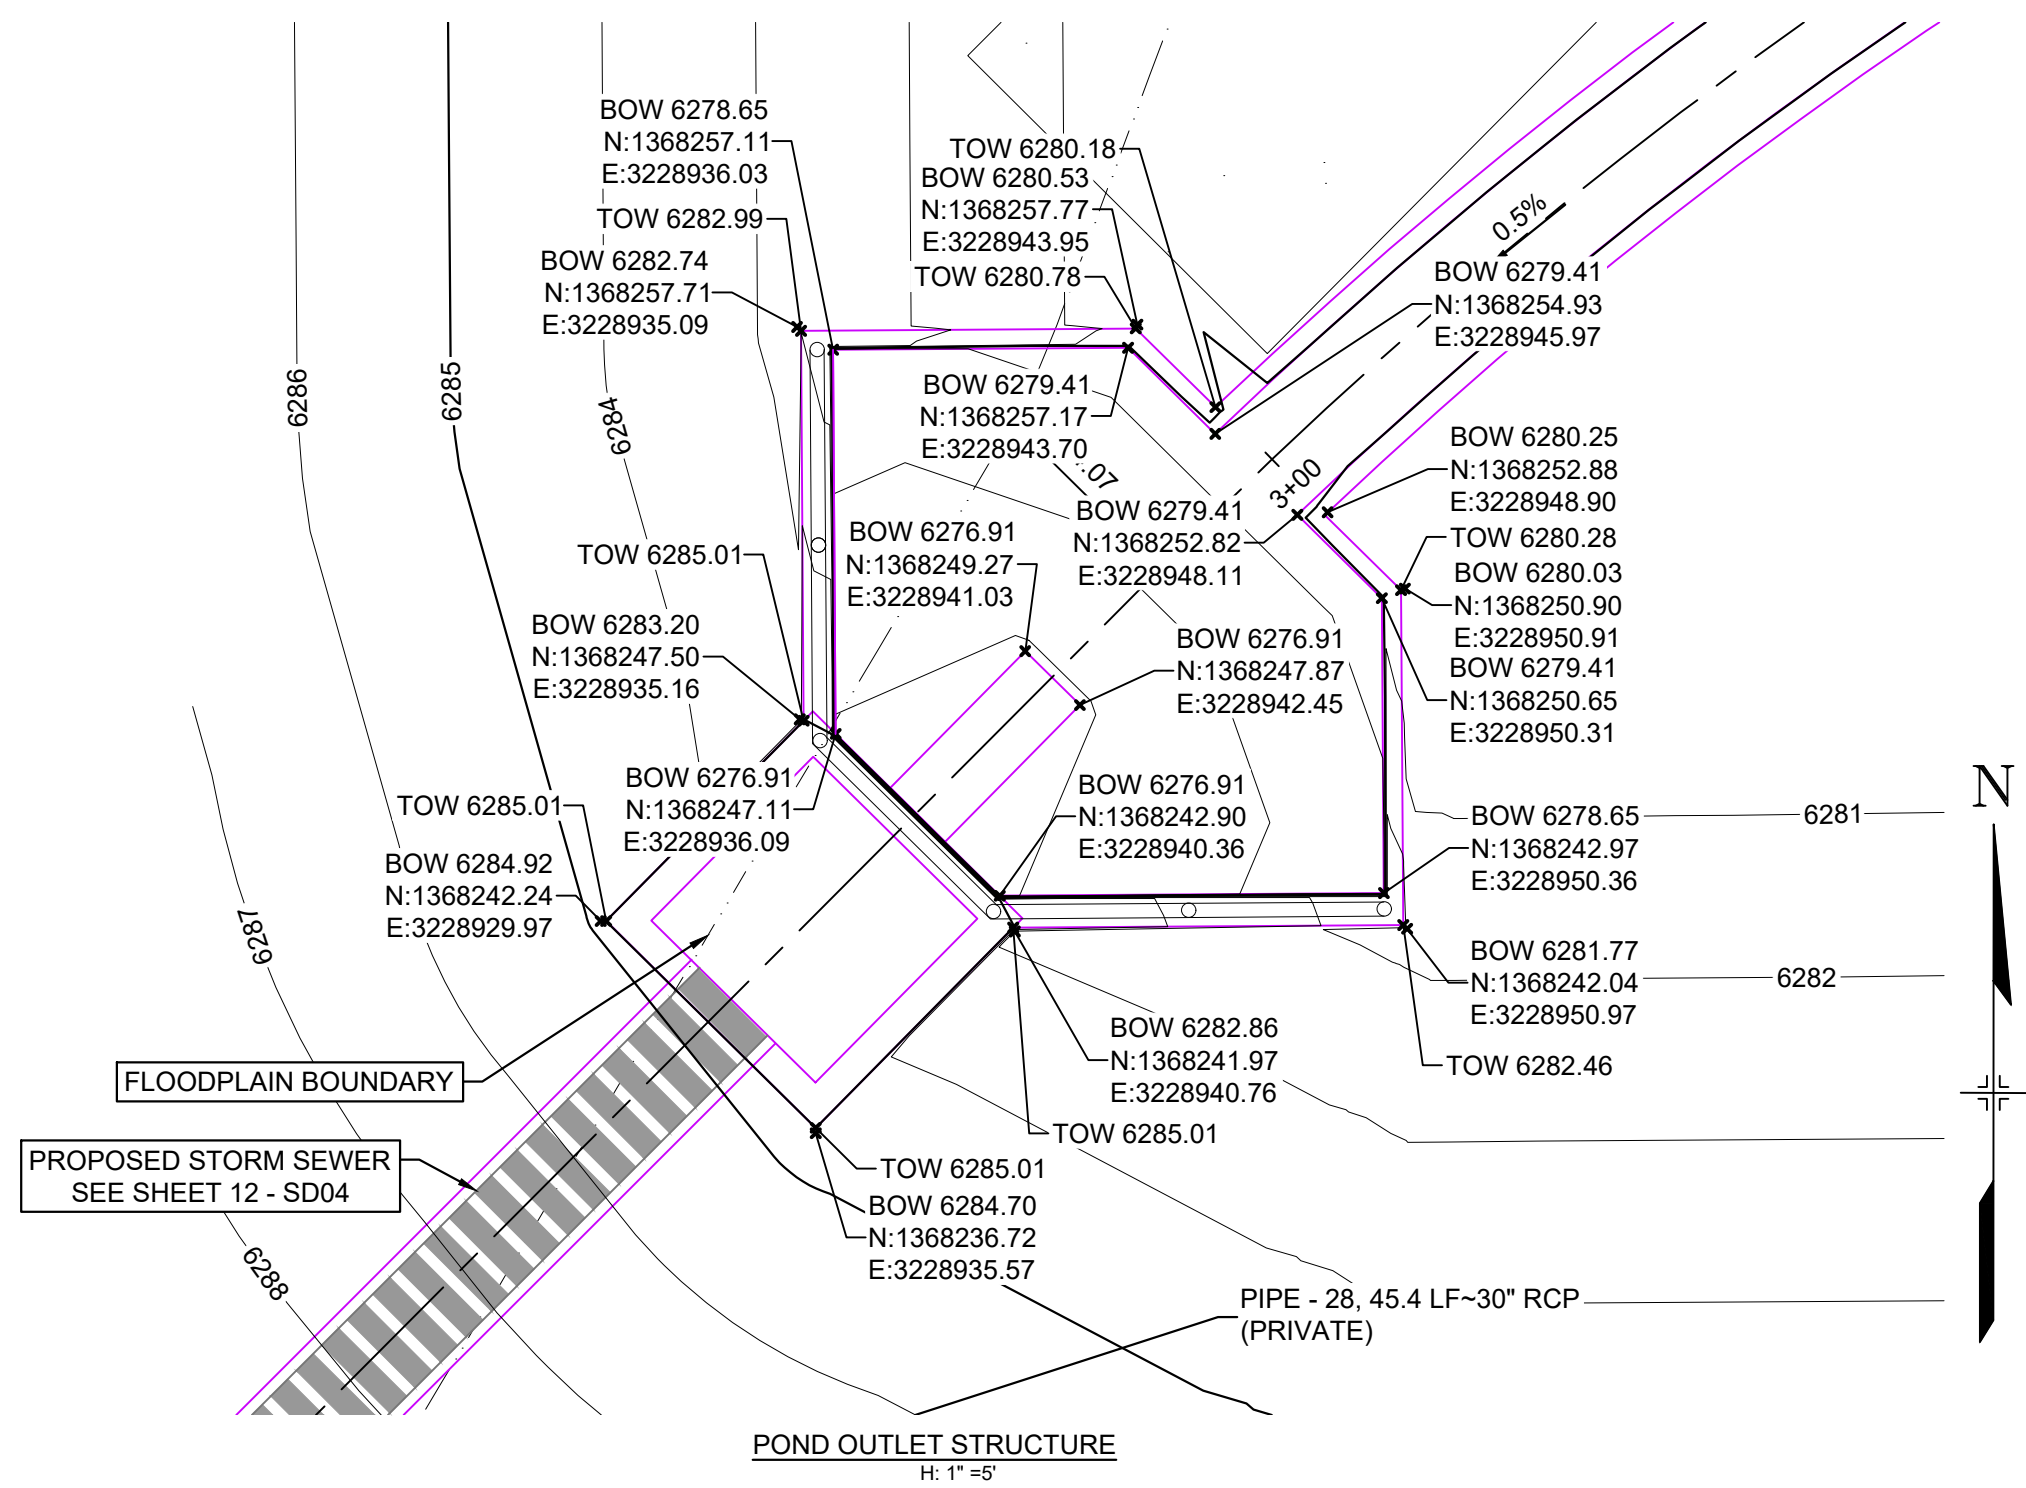 BOW 6278.65
N:1368257.11
E:3228936.03
TOW 6282.99
BOW 6282.74
N:1368257.71
E:3228935.09
TOW 6280.18
BOW 6280.53
N:1368257.77
E:3228943.95
TOW 6280.78
0.5%
BOW 6279.41
N:1368254.93
E:3228945.97
6286
6285
6284
BOW 6279.41
N:1368257.17
E:3228943.70
.07
3+00
BOW 6280.25
N:1368252.88
E:3228948.90
TOW 6280.28
BOW 6280.03
N:1368250.90
E:3228950.91
BOW 6279.41
N:1368250.65
E:3228950.31
BOW 6279.41
N:1368252.82
E:3228948.11
BOW 6276.91
N:1368249.27
E:3228941.03
TOW 6285.01
BOW 6283.20
N:1368247.50
E:3228935.16
BOW 6276.91
N:1368247.87
E:3228942.45
BOW 6276.91
N:1368247.11
E:3228936.09
TOW 6285.01
BOW 6284.92
N:1368242.24
E:3228929.97
BOW 6276.91
N:1368242.90
E:3228940.36
BOW 6278.65
N:1368242.97
E:3228950.36
6281
N
BOW 6281.77
N:1368242.04
E:3228950.97
6282
TOW 6282.46
6287
BOW 6282.86
N:1368241.97
E:3228940.76
TOW 6285.01
FLOODPLAIN BOUNDARY
PROPOSED STORM SEWER
SEE SHEET 12 - SD04
TOW 6285.01
BOW 6284.70
N:1368236.72
E:3228935.57
6288
PIPE - 28, 45.4 LF~30" RCP
(PRIVATE)
POND OUTLET STRUCTURE
H: 1" =5'